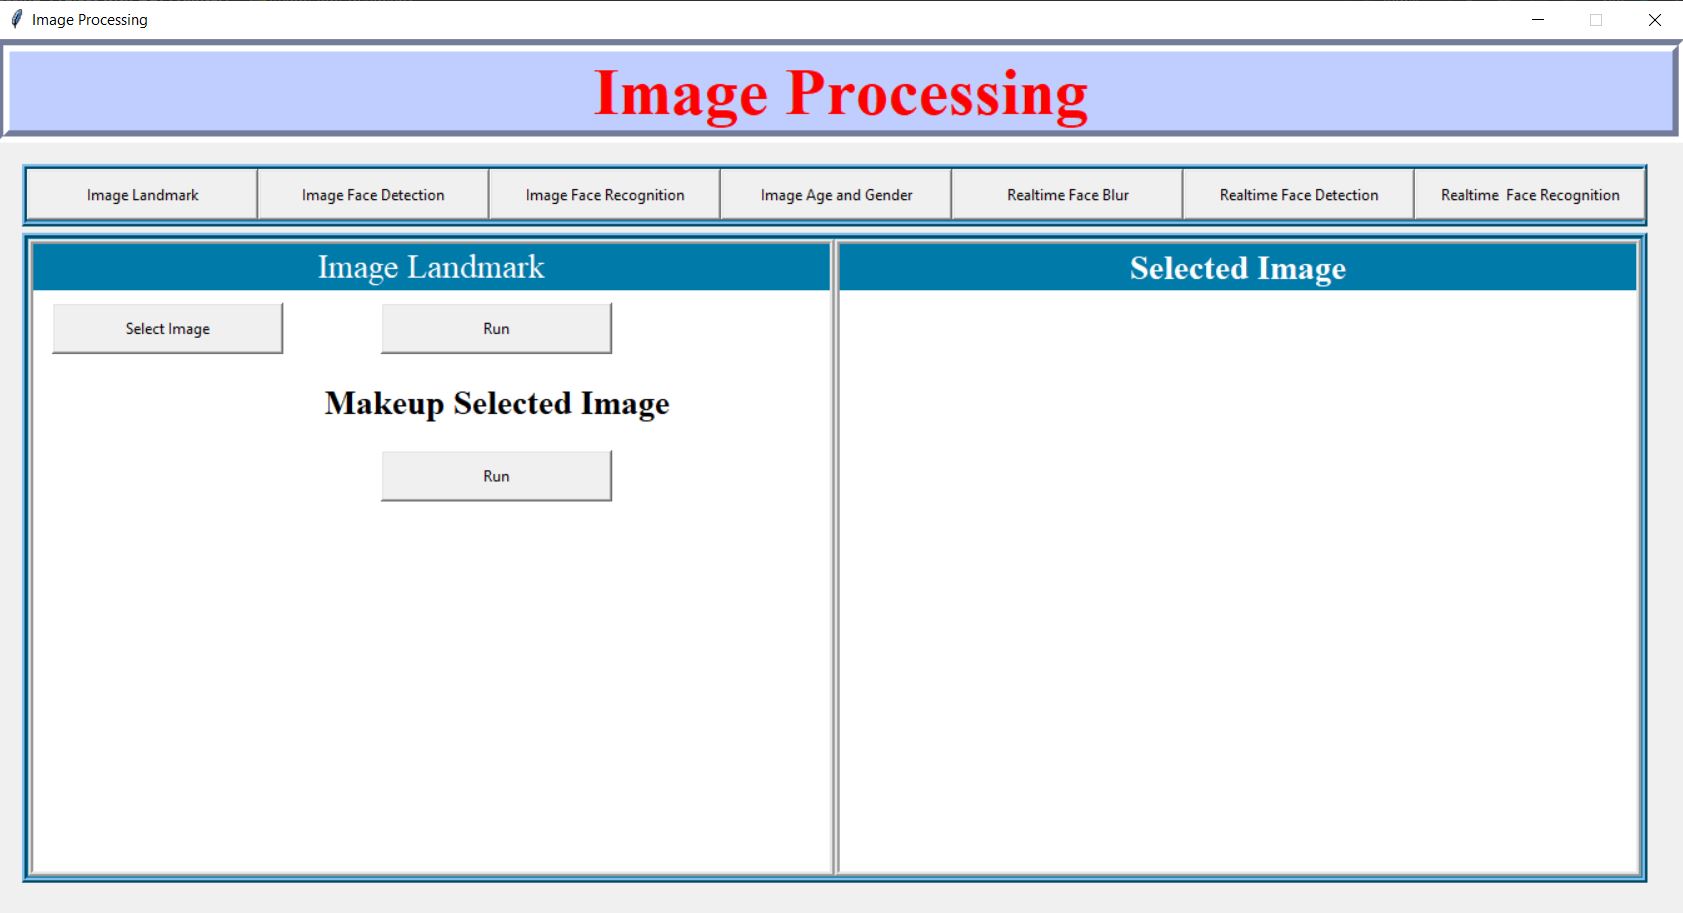 Image Processing
Image Processing
Image Landmark Image Face Detection Image Face Recognition Image Age and Gender Realtime Face Blur Realtime Face Detection Realtime  Face Recognition
Image Landmark
Selected Image
Select Image Run
Makeup Selected Image
Run